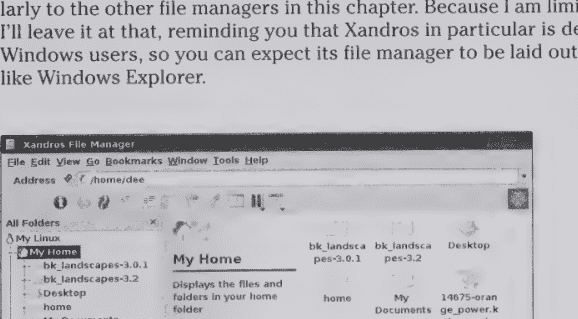 larly to the other file managers in this chapter. Because I am limi
I'll leave it at that, reminding you that Xandros in particular is de
Windows users, so you can expect its file manager to be laid out
like Windows Explorer.
Xandros File Manager
File Edit View Go Bookmarks Window Tools Help
Address /home/dee
All Folders
My Linux
My Home
bk_landscapes-3.0.1
bk_landscapes-3.2
Desktop
home
My Home
Displays the files and
folders in your home
folder
bk_landsca bk_landsca Desktop
pes-3.0.1 pes-3.2
home My 14675-oran
Documents ge_power.k